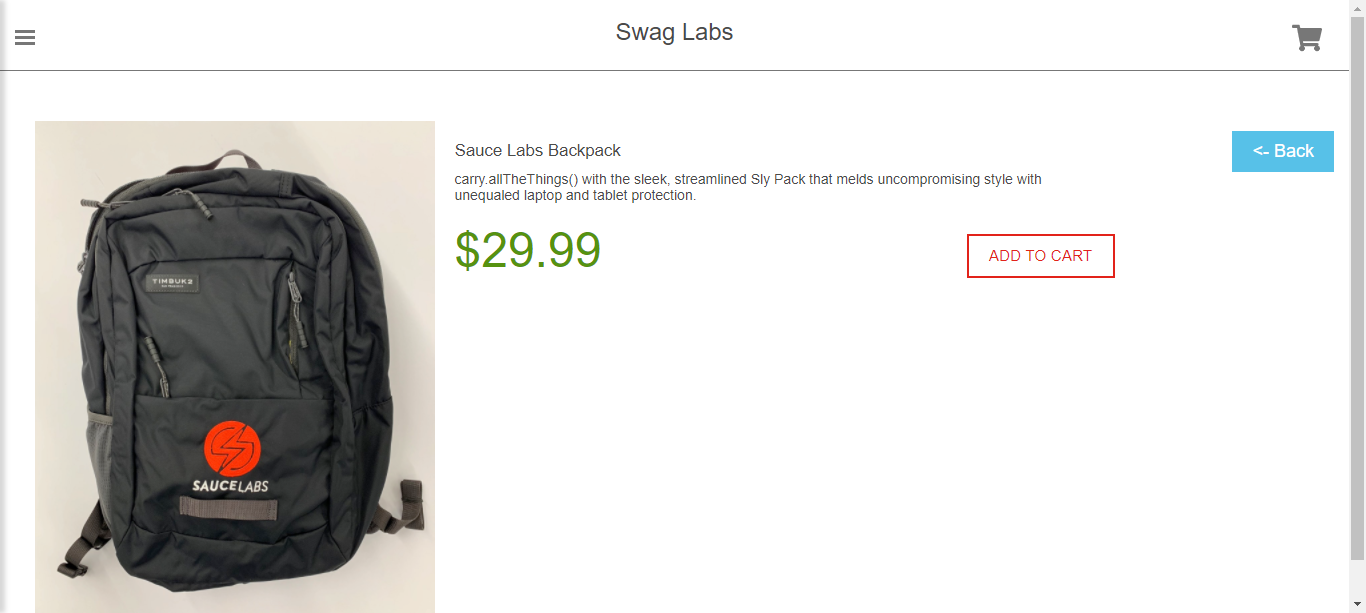 Swag Labs
Sauce Labs Backpack
<- Back
carry.allTheThings() with the sleek, streamlined Sly Pack that melds uncompromising style with
unequaled laptop and tablet protection.
$29.99
ADD TO CART
TIMBUK2
SAUCELABS